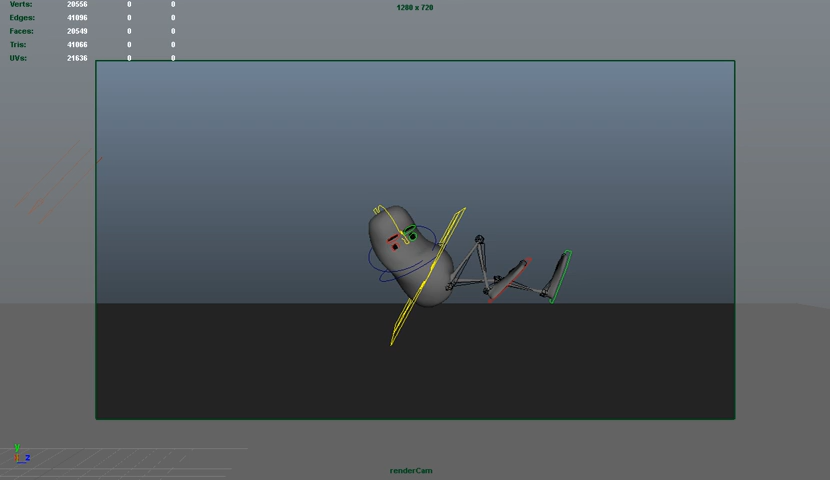 Verts: 20556 0 0
1280 x 720
Edges: 41096 0 0
Faces: 20549 0 0
Tris: 41066 0 0
UVs: 21636 0 0
y
z
renderCam